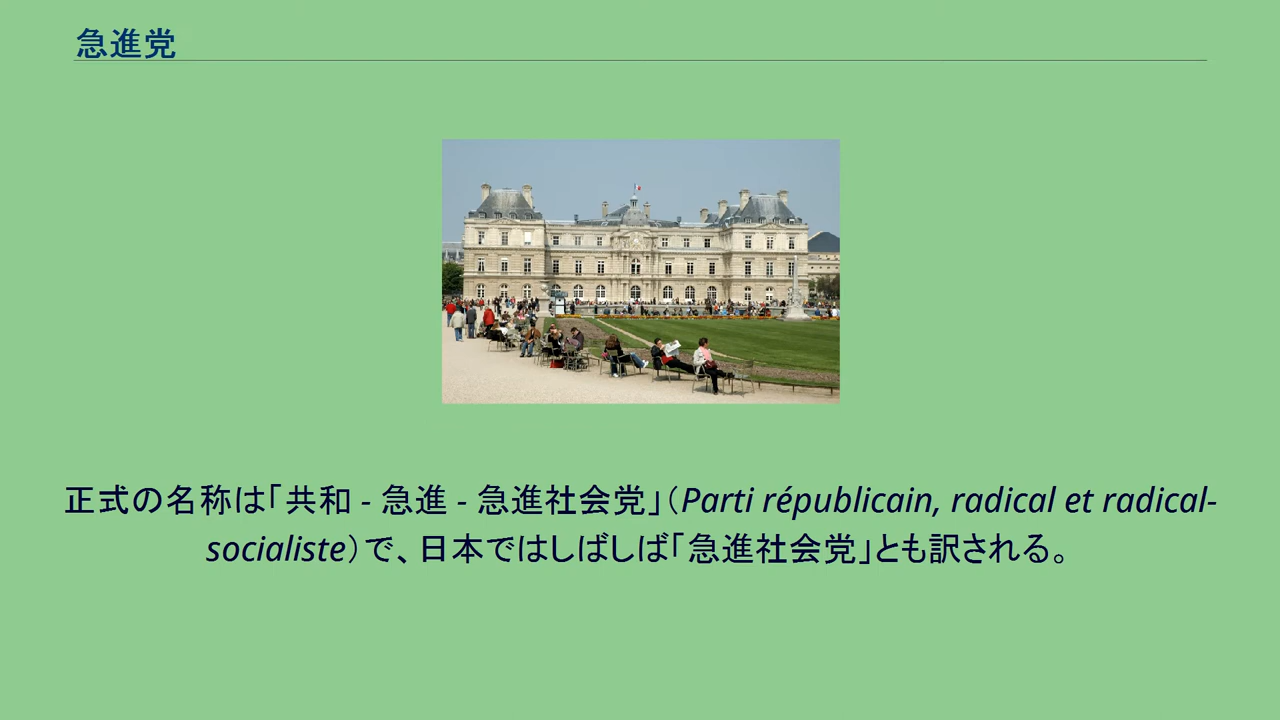 急進党
正式の名称は「共和 - 急進 - 急進社会党」（Parti républicain, radical et radical-
socialiste）で、日本ではしばしば「急進社会党」とも訳される。